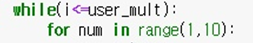 while(i<=user_mult):
    for num in range(1,10):